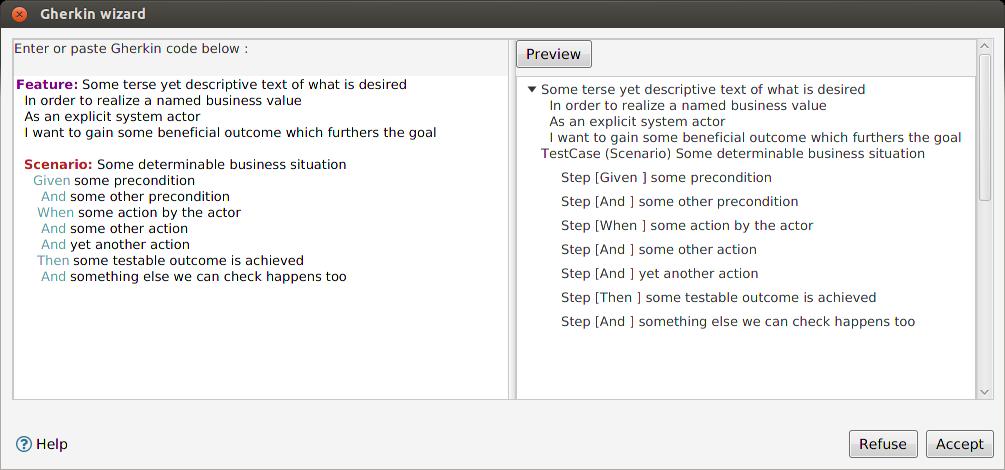 Gherkin wizard
Enter or paste Gherkin code below :
Feature: Some terse yet descriptive text of what is desired
In order to realize a named business value
As an explicit system actor
I want to gain some beneficial outcome which furthers the goal
Scenario: Some determinable business situation
Given some precondition
And some other precondition
When some action by the actor
And some other action
And yet another action
Then some testable outcome is achieved
And something else we can check happens too
Preview
Some terse yet descriptive text of what is desired
In order to realize a named business value
As an explicit system actor
I want to gain some beneficial outcome which furthers the goal
TestCase (Scenario) Some determinable business situation
Step [Given ] some precondition
Step [And ] some other precondition
Step [When ] some action by the actor
Step [And ] some other action
Step [And ] yet another action
Step [Then ] some testable outcome is achieved
Step [And ] something else we can check happens too
? Help
Refuse
Accept